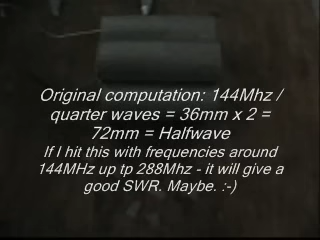 Original computation: 144Mhz /
quarter waves = 36mm x 2 =
72mm = Halfwave
If I hit this with frequencies around
144MHz up tp 288Mhz - it will give a
good SWR. Maybe. :-)